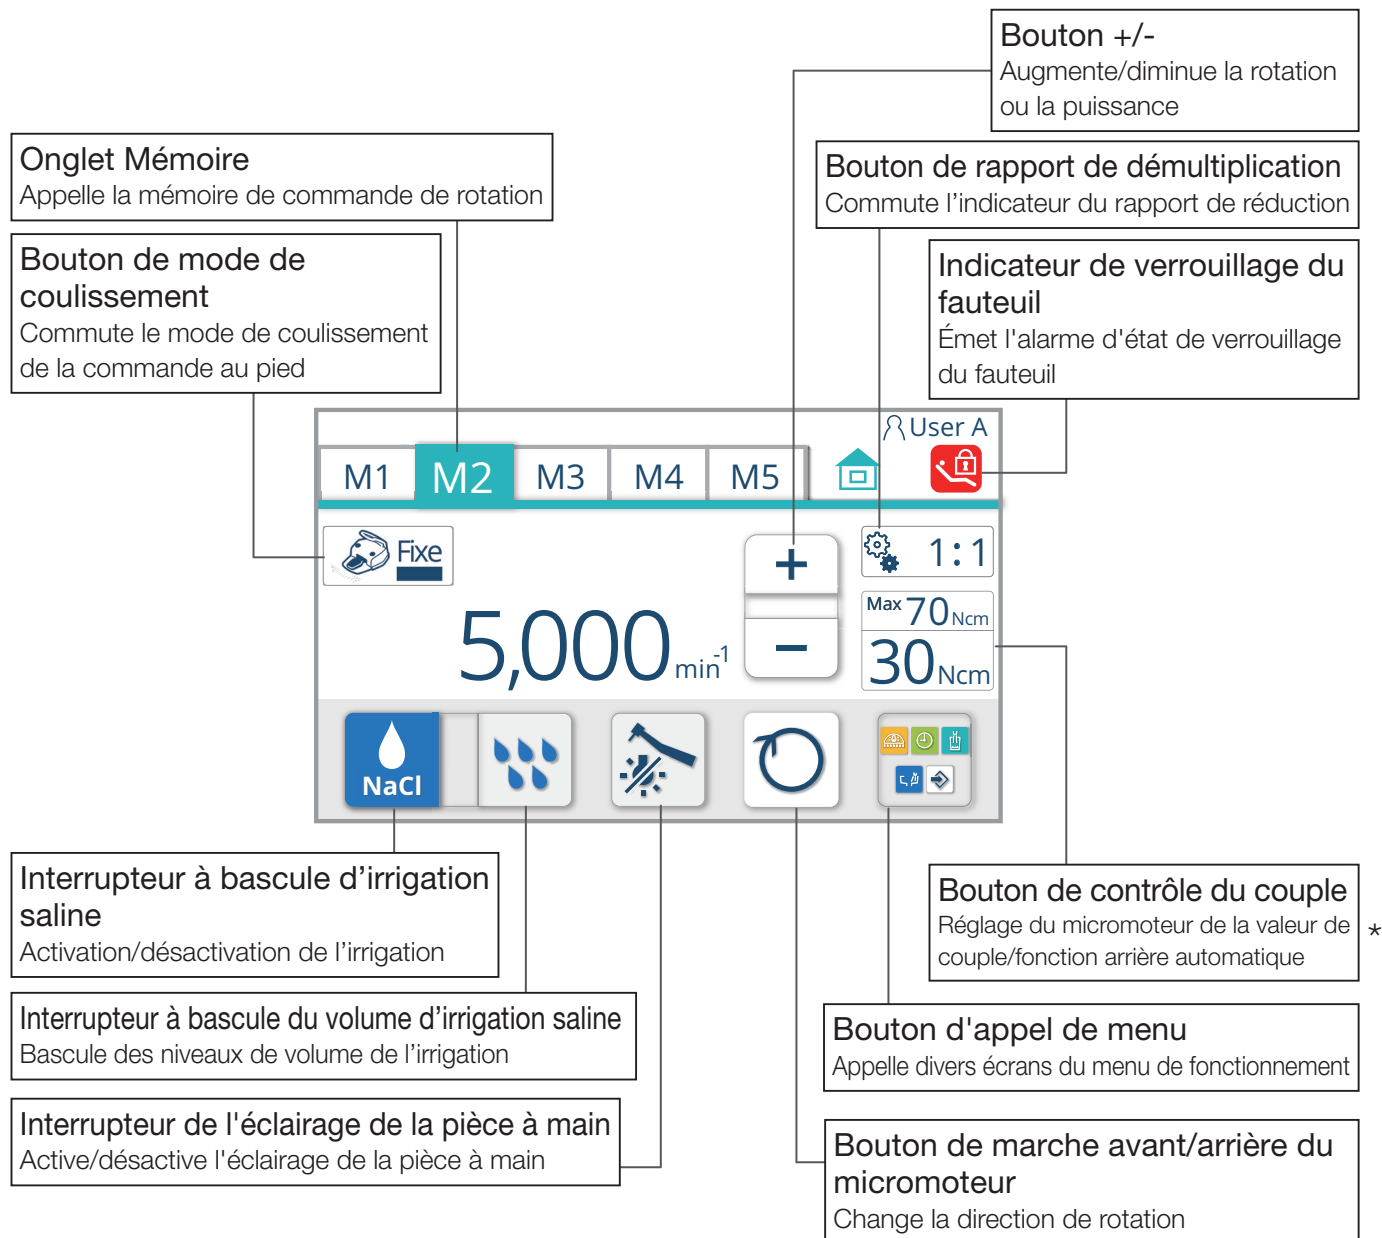 Bouton +/-
Augmente/diminue la rotation
ou la puissance
Onglet Mémoire
Appelle la mémoire de commande de rotation
Bouton de rapport de démultiplication
Commute l’indicateur du rapport de réduction
Bouton de mode de
coulissement
Commute le mode de coulissement
de la commande au pied
Indicateur de verrouillage du
fauteuil
Émet l'alarme d'état de verrouillage
du fauteuil
User A
M1 M2 M3 M4 M5
Fixe
1:1
Max 70 Ncm
5,000 min-1
30 Ncm
+
−
NaCl
Interrupteur à bascule d’irrigation
saline
Activation/désactivation de l’irrigation
Bouton de contrôle du couple
Réglage du micromoteur de la valeur de
couple/fonction arrière automatique
*
Interrupteur à bascule du volume d’irrigation saline
Bascule des niveaux de volume de l’irrigation
Bouton d'appel de menu
Appelle divers écrans du menu de fonctionnement
Interrupteur de l'éclairage de la pièce à main
Active/désactive l'éclairage de la pièce à main
Bouton de marche avant/arrière du
micromoteur
Change la direction de rotation